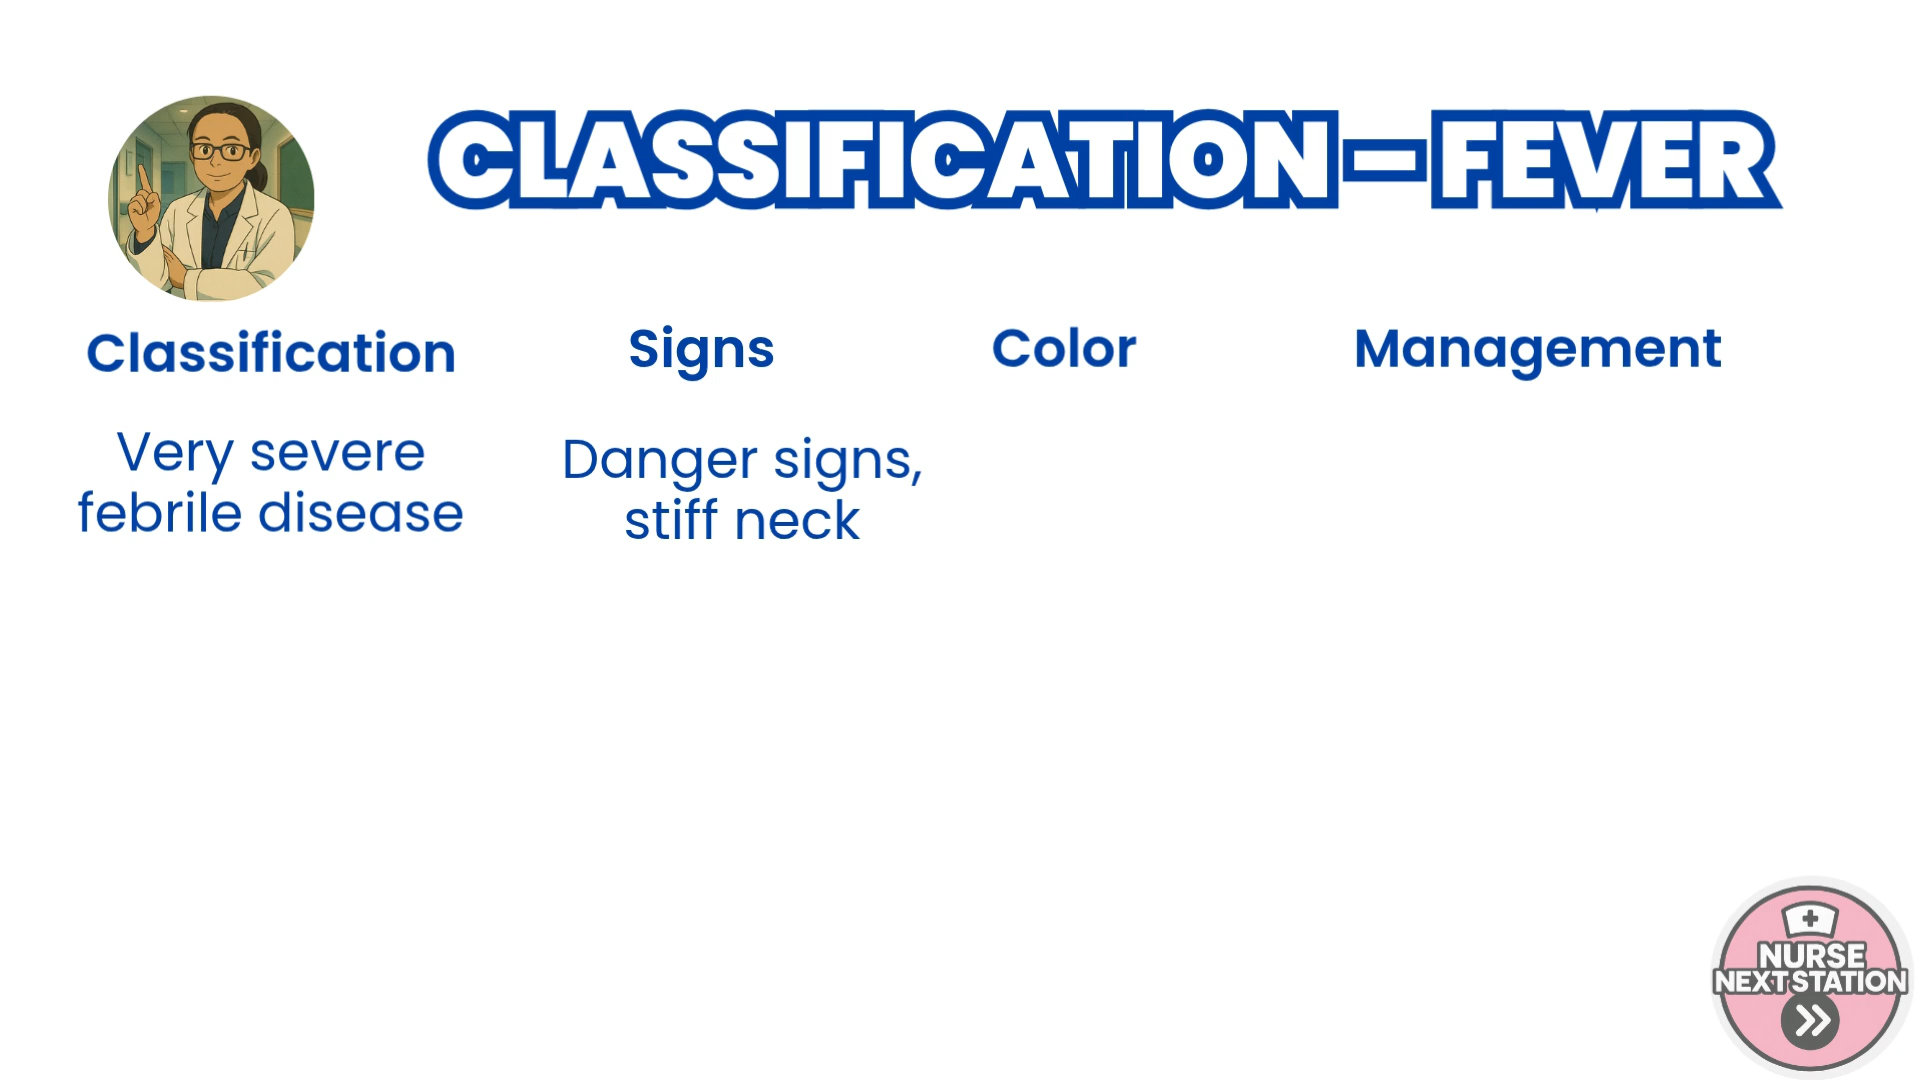 CLASSIFICATION – FEVER
Classification
Signs
Color
Management
Very severe
febrile disease
Danger signs,
stiff neck
NURSE
NEXT STATION